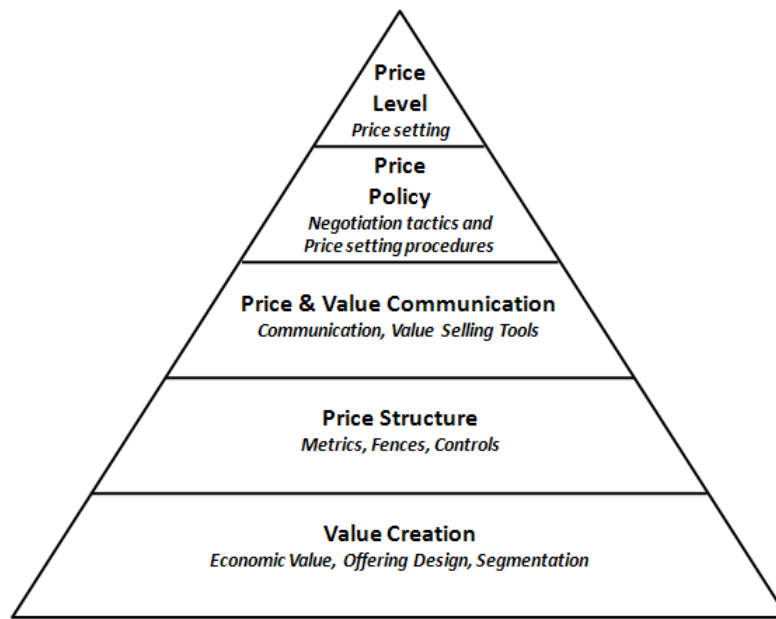 Price
Level
Price setting
Price
Policy
Negotiation tactics and
Price setting procedures
Price & Value Communication
Communication, Value Selling Tools
Price Structure
Metrics, Fences, Controls
Value Creation
Economic Value, Offering Design, Segmentation